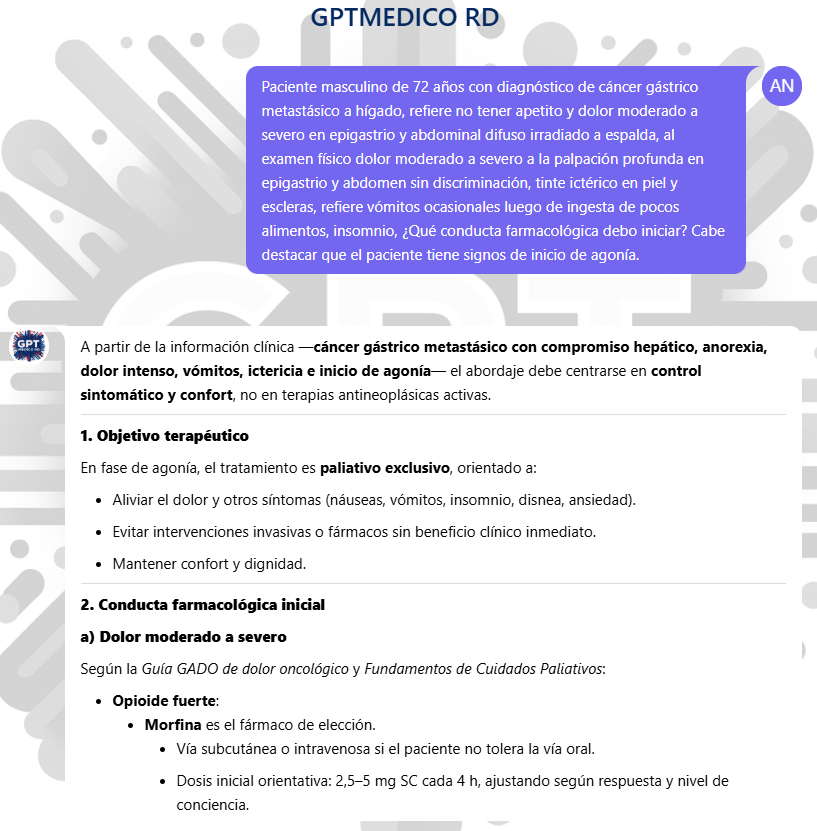 GPTMEDICO RD
Paciente masculino de 72 años con diagnóstico de cáncer gástrico
metastásico a hígado, refiere no tener apetito y dolor moderado a
severo en epigastrio y abdominal difuso irradiado a espalda, al
examen físico dolor moderado a severo a la palpación profunda en
epigastrio y abdomen sin discriminación, tinte ictérico en piel y
escleras, refiere vómitos ocasionales luego de ingesta de pocos
alimentos, insomnio, ¿Qué conducta farmacológica debo iniciar? Cabe
destacar que el paciente tiene signos de inicio de agonía.
AN
GPT
MEDICO RD
A partir de la información clínica —cáncer gástrico metastásico con compromiso hepático, anorexia,
dolor intenso, vómitos, ictericia e inicio de agonía— el abordaje debe centrarse en control
sintomático y confort, no en terapias antineoplásicas activas.
1. Objetivo terapéutico
En fase de agonía, el tratamiento es paliativo exclusivo, orientado a:
• Aliviar el dolor y otros síntomas (náuseas, vómitos, insomnio, disnea, ansiedad).
• Evitar intervenciones invasivas o fármacos sin beneficio clínico inmediato.
• Mantener confort y dignidad.
2. Conducta farmacológica inicial
a) Dolor moderado a severo
Según la Guía GADO de dolor oncológico y Fundamentos de Cuidados Paliativos:
• Opioide fuerte:
• Morfina es el fármaco de elección.
• Vía subcutánea o intravenosa si el paciente no tolera la vía oral.
• Dosis inicial orientativa: 2,5–5 mg SC cada 4 h, ajustando según respuesta y nivel de
conciencia.